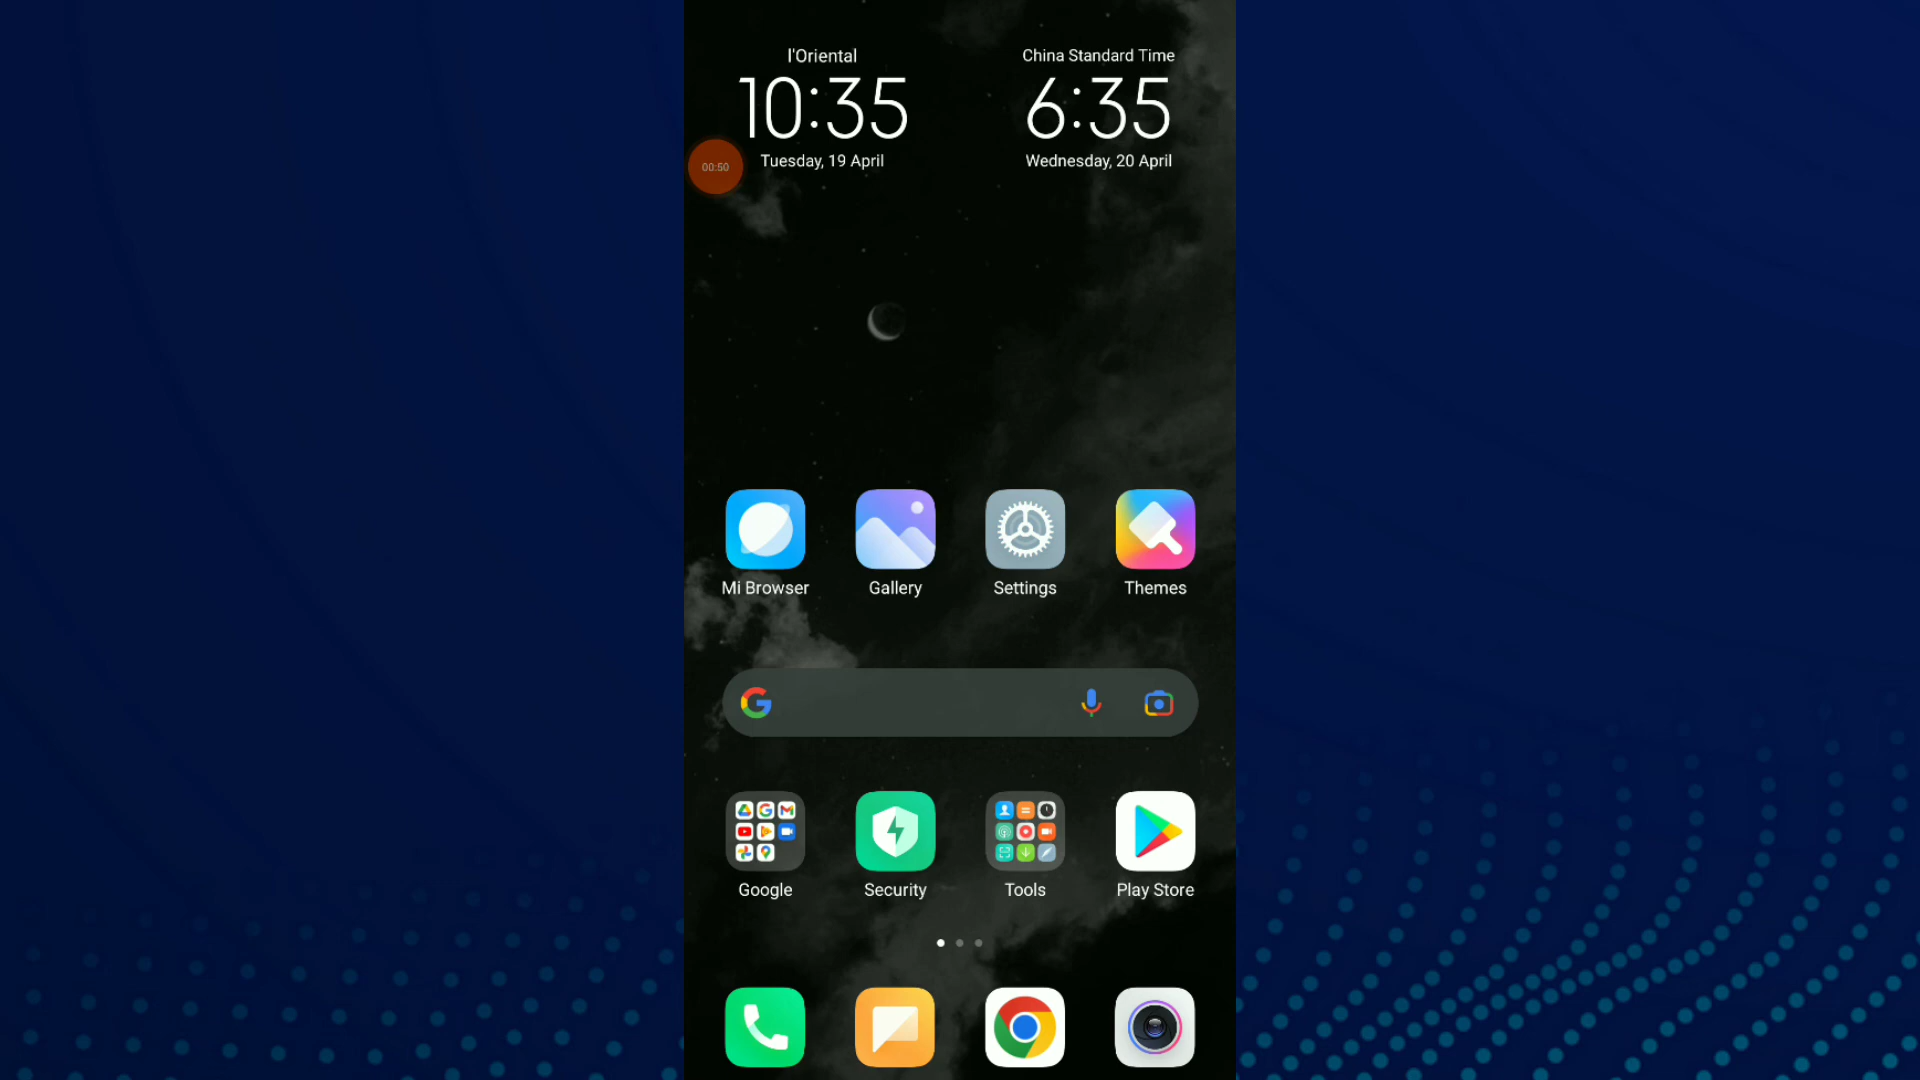 l'Oriental
10:35
Tuesday, 19 April
China Standard Time
6:35
Wednesday, 20 April
00:50
Mi Browser
Gallery
Settings
Themes
Google
Security
Tools
Play Store